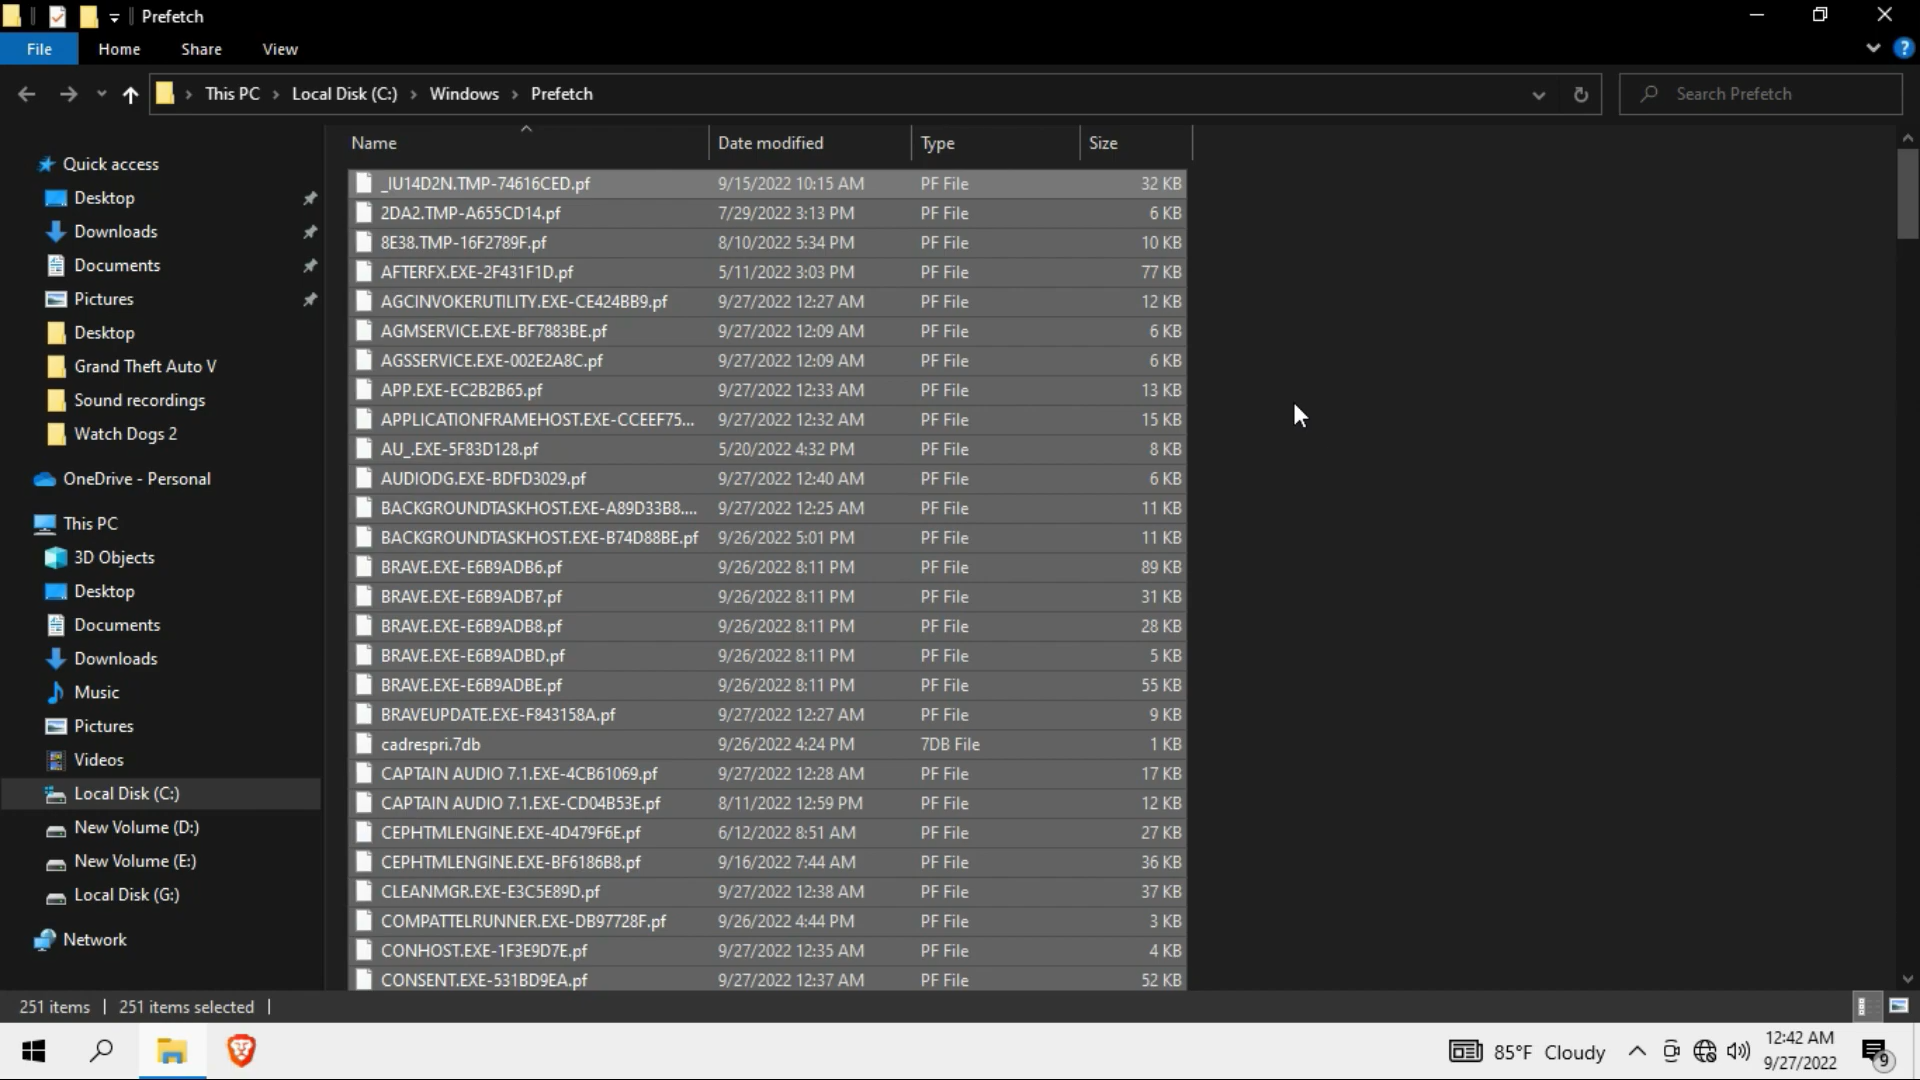 Prefetch
File Home Share View
This PC Local Disk (C:) Windows Prefetch
Search Prefetch
Quick access
Desktop
Downloads
Documents
Pictures
Desktop
Grand Theft Auto V
Sound recordings
Watch Dogs 2
OneDrive - Personal
This PC
3D Objects
Desktop
Documents
Downloads
Music
Pictures
Videos
Local Disk (C:)
New Volume (D:)
New Volume (E:)
Local Disk (G:)
Network
Name Date modified Type Size
_IU14D2N.TMP-74616CED.pf 9/15/2022 10:15 AM PF File 32 KB
2DA2.TMP-A655CD14.pf 7/29/2022 3:13 PM PF File 6 KB
8E38.TMP-16F2789F.pf 8/10/2022 5:34 PM PF File 10 KB
AFTERFX.EXE-2F431F1D.pf 5/11/2022 3:03 PM PF File 77 KB
AGCINVOKERUTILITY.EXE-CE424BB9.pf 9/27/2022 12:27 AM PF File 12 KB
AGMSERVICE.EXE-BF7883BE.pf 9/27/2022 12:09 AM PF File 6 KB
AGSSERVICE.EXE-002E2A8C.pf 9/27/2022 12:09 AM PF File 6 KB
APP.EXE-EC2B2B65.pf 9/27/2022 12:33 AM PF File 13 KB
APPLICATIONFRAMEHOST.EXE-CCEEF75... 9/27/2022 12:32 AM PF File 15 KB
AU_.EXE-5F83D128.pf 5/20/2022 4:32 PM PF File 8 KB
AUDIODG.EXE-BDFD3029.pf 9/27/2022 12:40 AM PF File 6 KB
BACKGROUNDTASKHOST.EXE-A89D33B8.... 9/27/2022 12:25 AM PF File 11 KB
BACKGROUNDTASKHOST.EXE-B74D88BE.pf 9/26/2022 5:01 PM PF File 11 KB
BRAVE.EXE-E6B9ADB6.pf 9/26/2022 8:11 PM PF File 89 KB
BRAVE.EXE-E6B9ADB7.pf 9/26/2022 8:11 PM PF File 31 KB
BRAVE.EXE-E6B9ADB8.pf 9/26/2022 8:11 PM PF File 28 KB
BRAVE.EXE-E6B9ADBD.pf 9/26/2022 8:11 PM PF File 5 KB
BRAVE.EXE-E6B9ADBE.pf 9/26/2022 8:11 PM PF File 55 KB
BRAVEUPDATE.EXE-F843158A.pf 9/27/2022 12:27 AM PF File 9 KB
cadrespri.7db 9/26/2022 4:24 PM 7DB File 1 KB
CAPTAIN AUDIO 7.1.EXE-4CB61069.pf 9/27/2022 12:28 AM PF File 17 KB
CAPTAIN AUDIO 7.1.EXE-CD04B53E.pf 8/11/2022 12:59 PM PF File 12 KB
CEPHTMLENGINE.EXE-4D479F6E.pf 6/12/2022 8:51 AM PF File 27 KB
CEPHTMLENGINE.EXE-BF6186B8.pf 9/16/2022 7:44 AM PF File 36 KB
CLEANMGR.EXE-E3C5E89D.pf 9/27/2022 12:38 AM PF File 37 KB
COMPATTELRUNNER.EXE-DB97728F.pf 9/26/2022 4:44 PM PF File 3 KB
CONHOST.EXE-1F3E9D7E.pf 9/27/2022 12:35 AM PF File 4 KB
CONSENT.EXE-531BD9EA.pf 9/27/2022 12:37 AM PF File 52 KB
251 items 251 items selected
85°F Cloudy
12:42 AM
9/27/2022
9